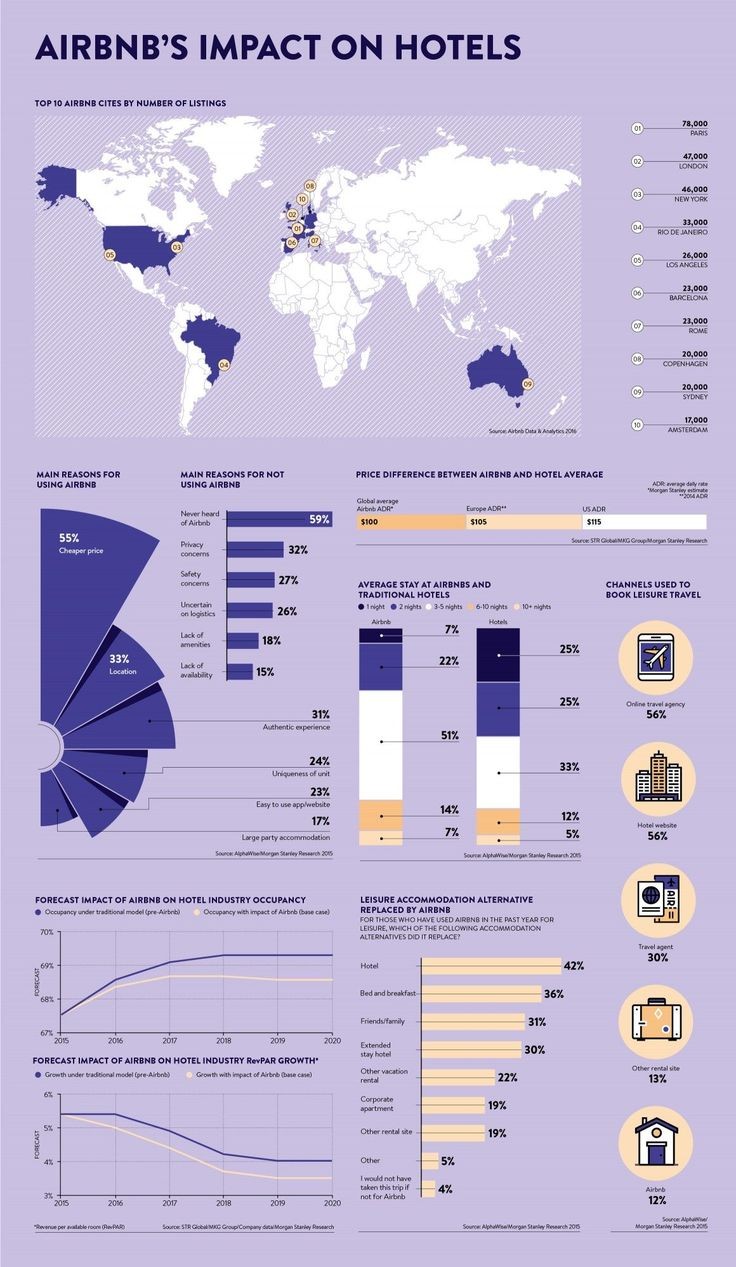 AIRBNB'S IMPACT ON HOTELS
TOP 10 AIRBNB CITES BY NUMBER OF LISTINGS
01
02
03
04
05
06
07
08
09
10
Source: Airbnb Data & Analytics 2016
01 78,000
PARIS
02 47,000
LONDON
03 46,000
NEW YORK
04 33,000
RIO DE JANEIRO
05 26,000
LOS ANGELES
06 23,000
BARCELONA
07 23,000
ROME
08 20,000
COPENHAGEN
09 20,000
SYDNEY
10 17,000
AMSTERDAM
MAIN REASONS FOR
USING AIRBNB
55%
Cheaper price
33%
Location
31%
Authentic experience
24%
Uniqueness of unit
23%
Easy to use app/website
17%
Large party accommodation
MAIN REASONS FOR NOT
USING AIRBNB
Never heard
of Airbnb
59%
Privacy
concerns
32%
Safety
concerns
27%
Uncertain
on logistics
26%
Lack of
amenities
18%
Lack of
availability
15%
Source: AlphaWise/Morgan Stanley Research 2015
PRICE DIFFERENCE BETWEEN AIRBNB AND HOTEL AVERAGE
ADR: average daily rate
*Morgan Stanley estimate
**2014 ADR
Global average
Airbnb ADR*
Europe ADR**
US ADR
$100
$105
$115
Source: STR Global/MKG Group/Morgan Stanley Research
AVERAGE STAY AT AIRBNBS AND
TRADITIONAL HOTELS
1 night 2 nights 3-5 nights 6-10 nights 10+ nights
Airbnb
7%
22%
51%
14%
7%
Hotels
25%
25%
33%
12%
5%
Source: AlphaWise/Morgan Stanley Research 2015
CHANNELS USED TO
BOOK LEISURE TRAVEL
Online travel agency
56%
Hotel website
56%
AIR
Travel agent
30%
Other rental site
13%
Airbnb
12%
Source: AlphaWise/
Morgan Stanley Research 2015
FORECAST IMPACT OF AIRBNB ON HOTEL INDUSTRY OCCUPANCY
Occupancy under traditional model (pre-Airbnb) Occupancy with impact of Airbnb (base case)
FORECAST
70%
69%
68%
67%
2015 2016 2017 2018 2019 2020
FORECAST IMPACT OF AIRBNB ON HOTEL INDUSTRY RevPAR GROWTH*
Growth under traditional model (pre-Airbnb) Growth with impact of Airbnb (base case)
FORECAST
6%
5%
4%
3%
2015 2016 2017 2018 2019 2020
*Revenue per available room (RevPAR)
Source: STR Global/MKG Group/Company data/Morgan Stanley Research
LEISURE ACCOMMODATION ALTERNATIVE
REPLACED BY AIRBNB
FOR THOSE WHO HAVE USED AIRBNB IN THE PAST YEAR FOR
LEISURE, WHICH OF THE FOLLOWING ACCOMMODATION
ALTERNATIVES DID IT REPLACE?
Hotel
42%
Bed and breakfast
36%
Friends/family
31%
Extended
stay hotel
30%
Other vacation
rental
22%
Corporate
apartment
19%
Other rental site
19%
Other
5%
I would not have
taken this trip if
not for Airbnb
4%
Source: AlphaWise/Morgan Stanley Research 2015